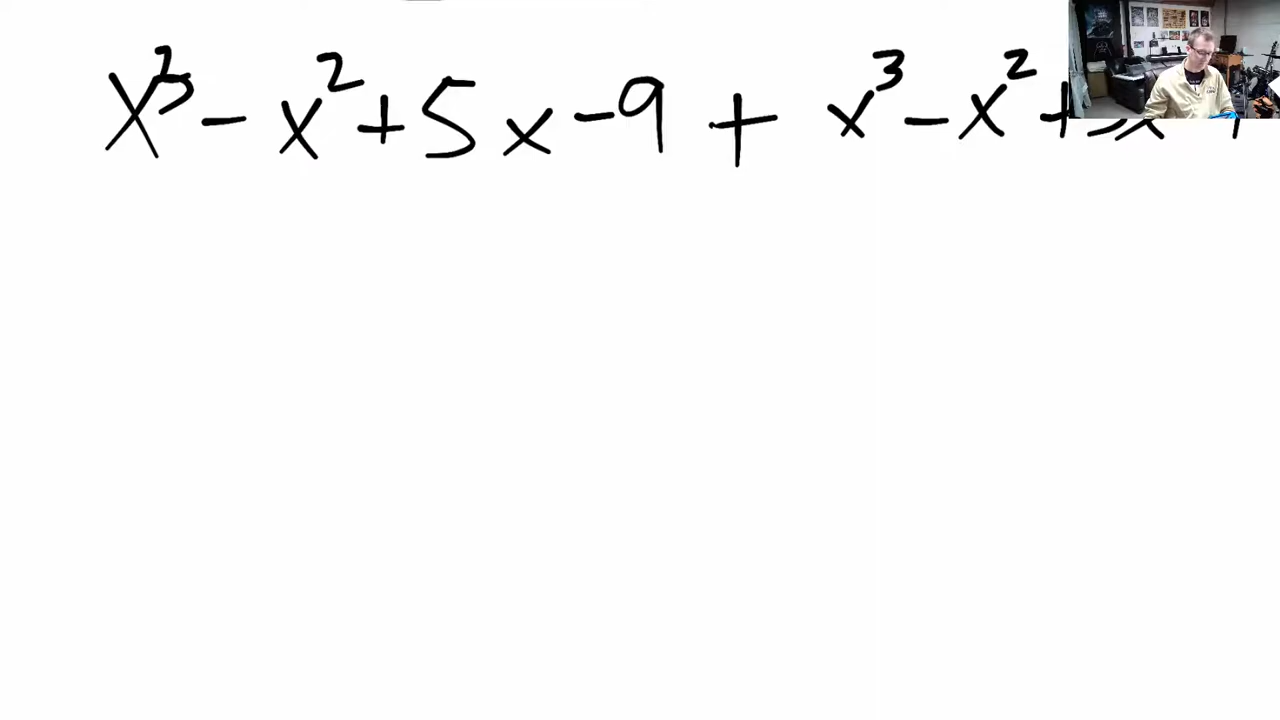 x³ - x² + 5x - 9 + x³ - x² +